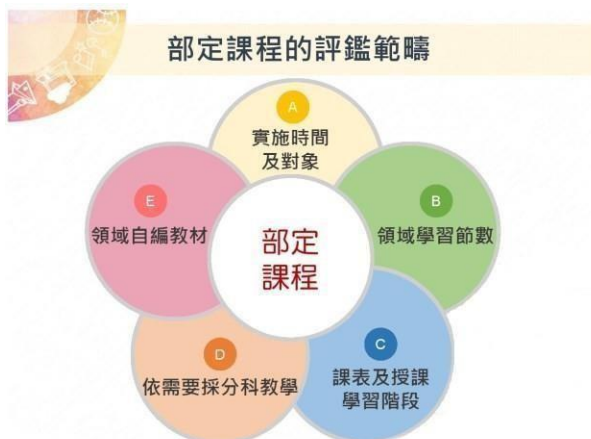 部定課程的評鑑範疇
A
實施時間
及對象
B
領域學習節數
C
課表及授課
學習階段
D
依需要採分科教學
E
領域自編教材
部定
課程